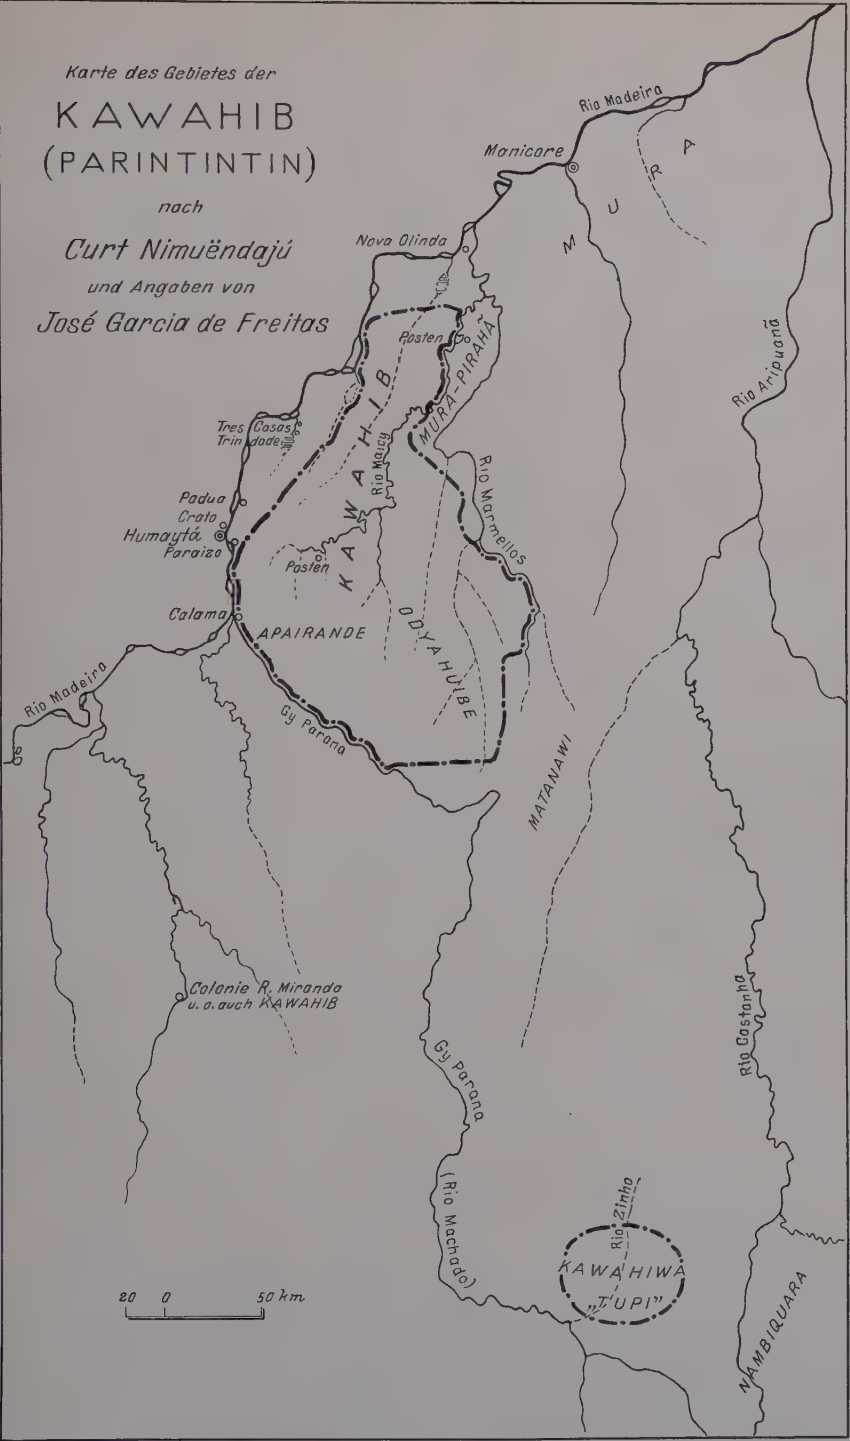 Karte des Gebietes der
KAWAHIB
(PARINTINTIN)
nach
Curt Nimuëndajú
und Angaben von
José Garcia de Freitas
Rio Madeira
Manicore
MURA
Nova Olinda
Posten
MURA-PIRAHÃ
Rio Aripuanã
KAWAHIB
Rio Maicy
Tres Casas
Trindade
Rio Marmellos
Padua
Crato
Humaytá
Paraizo
Posten
Calama
APAIRANDE
ODYAHUIBE
Rio Madeira
Gy Parana
MATANAWI
Colonie R. Miranda
u. a. auch KAWAHIB
Rio Castanha
Gy Parana
(Rio Machado)
Rio Zinho
KAWAHIWA
„TUPI”
NAMBIQUARA
20 0 50 km